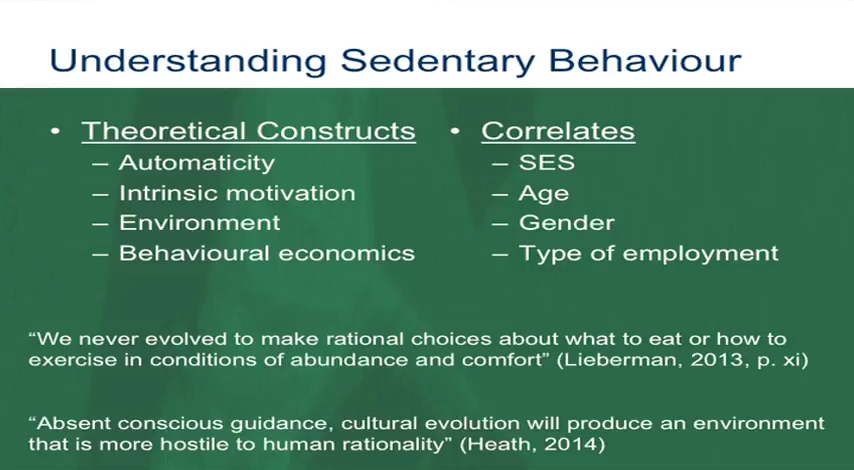 Understanding Sedentary Behaviour
• Theoretical Constructs
– Automaticity
– Intrinsic motivation
– Environment
– Behavioural economics
• Correlates
– SES
– Age
– Gender
– Type of employment
“We never evolved to make rational choices about what to eat or how to
exercise in conditions of abundance and comfort” (Lieberman, 2013, p. xi)
“Absent conscious guidance, cultural evolution will produce an environment
that is more hostile to human rationality” (Heath, 2014)